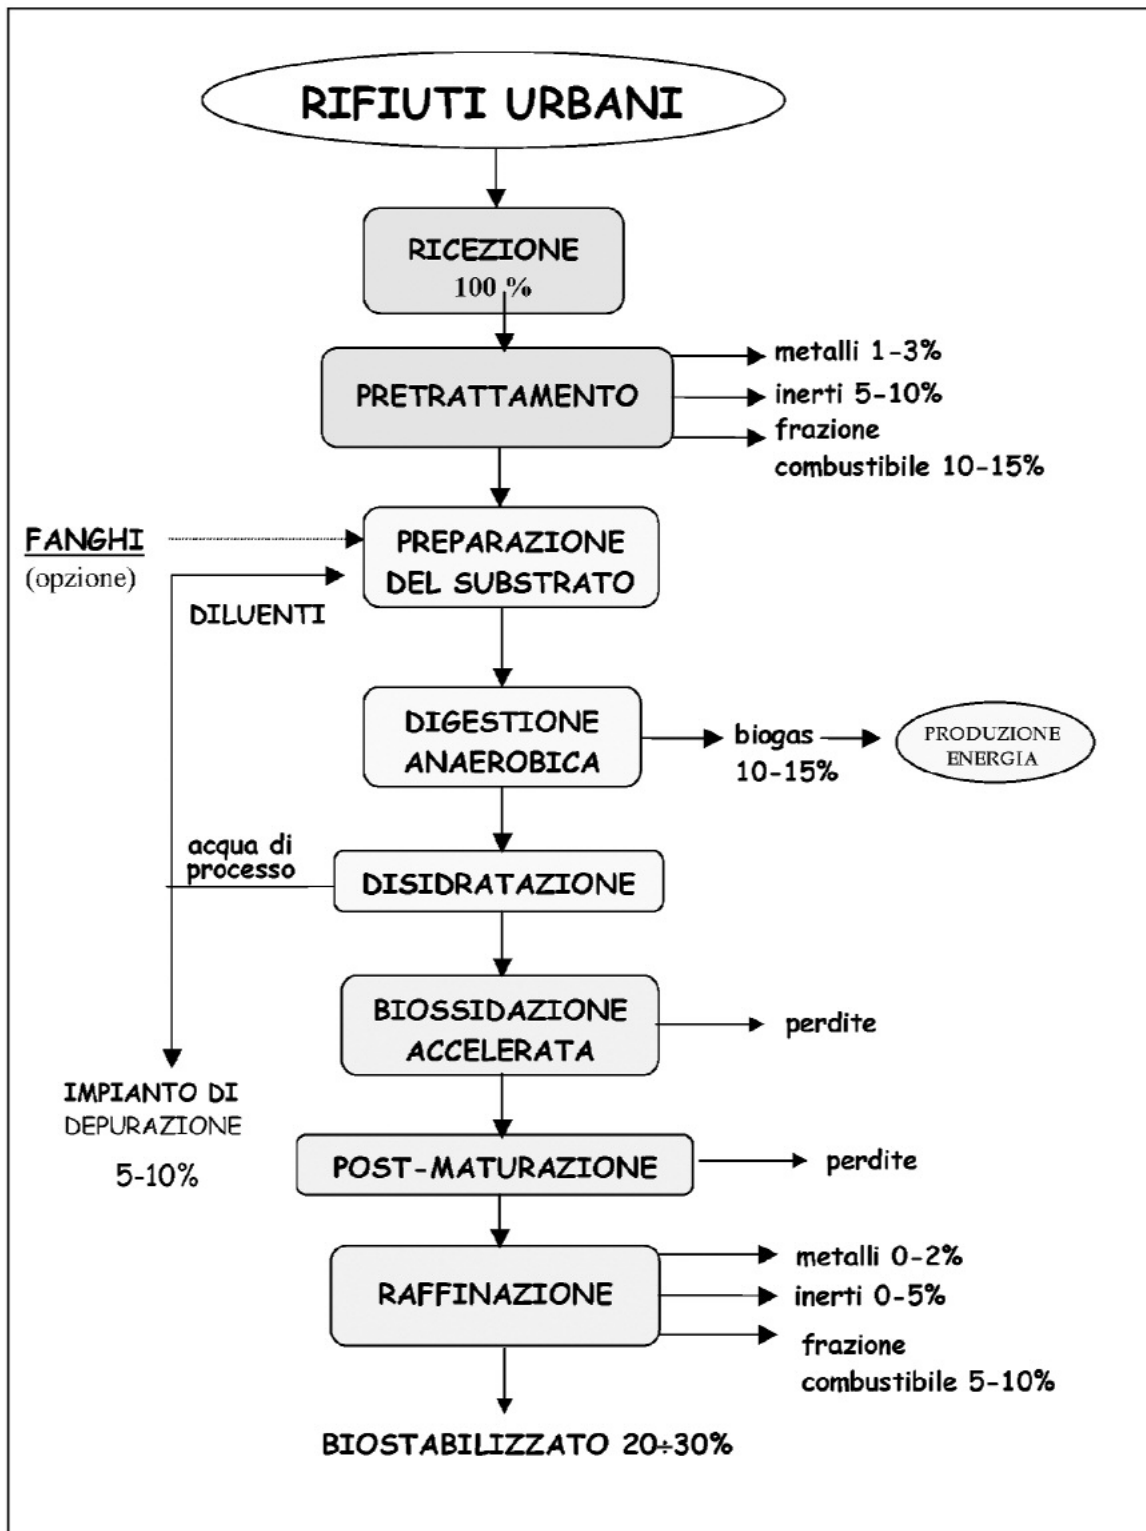 RIFIUTI URBANI
RICEZIONE
100 %
PRETRATTAMENTO
metalli 1-3%
inerti 5-10%
frazione
combustibile 10-15%
FANGHI
(opzione)
PREPARAZIONE
DEL SUBSTRATO
DILUENTI
DIGESTIONE
ANAEROBICA
biogas
10-15%
PRODUZIONE
ENERGIA
acqua di
processo
DISIDRATAZIONE
BIOSSIDAZIONE
ACCELERATA
perdite
IMPIANTO DI
DEPURAZIONE
5-10%
POST-MATURAZIONE
perdite
RAFFINAZIONE
metalli 0-2%
inerti 0-5%
frazione
combustibile 5-10%
BIOSTABILIZZATO 20÷30%